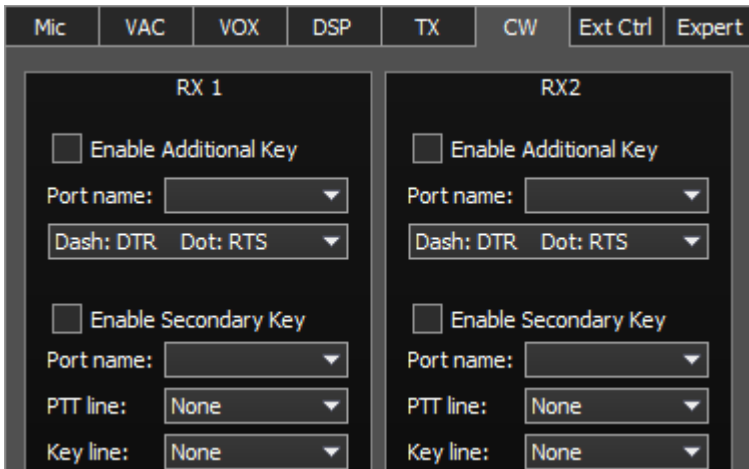 Mic VAC VOX DSP TX CW Ext Ctrl Expert
RX 1
Enable Additional Key
Port name:
Dash: DTR Dot: RTS
Enable Secondary Key
Port name:
PTT line: None
Key line: None
RX2
Enable Additional Key
Port name:
Dash: DTR Dot: RTS
Enable Secondary Key
Port name:
PTT line: None
Key line: None